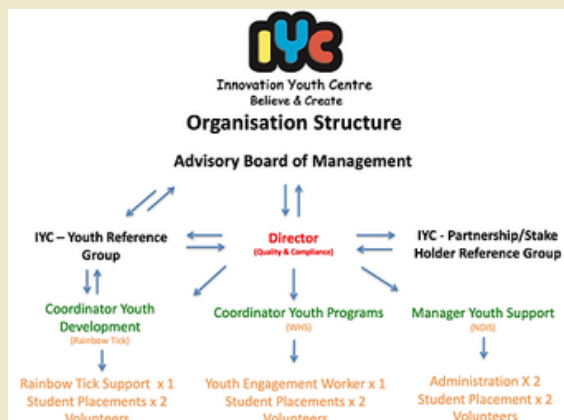 IYC
Innovation Youth Centre
Believe & Create
Organisation Structure
Advisory Board of Management
IYC – Youth Reference
Group
Director
(Quality & Compliance)
IYC - Partnership/Stake
Holder Reference Group
Coordinator Youth
Development
(Rainbow Tick)
Coordinator Youth Programs
(WHS)
Manager Youth Support
(NDIS)
Rainbow Tick Support x 1
Student Placements x 2
Volunteers
Youth Engagement Worker x 1
Student Placements x 2
Volunteers
Administration X 2
Student Placement x 2
Volunteers